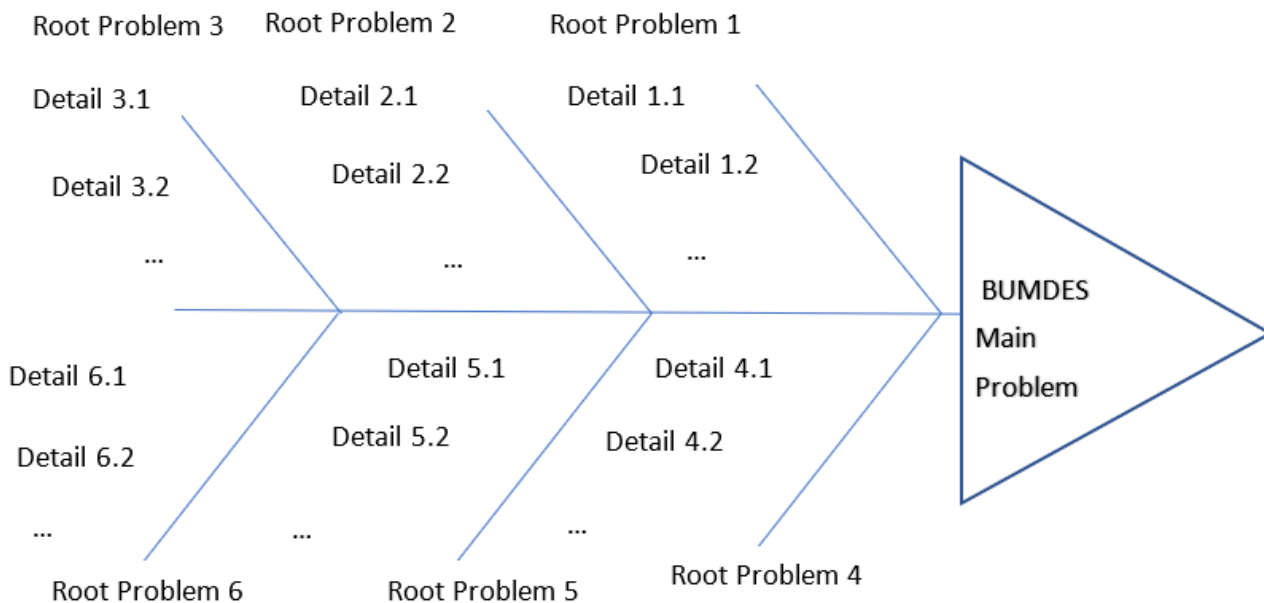 Root Problem 3
Root Problem 2
Root Problem 1
Detail 3.1
Detail 2.1
Detail 1.1
Detail 3.2
Detail 2.2
Detail 1.2
...
...
...
BUMDES
Main
Problem
Detail 6.1
Detail 5.1
Detail 4.1
Detail 6.2
Detail 5.2
Detail 4.2
...
...
...
Root Problem 6
Root Problem 5
Root Problem 4